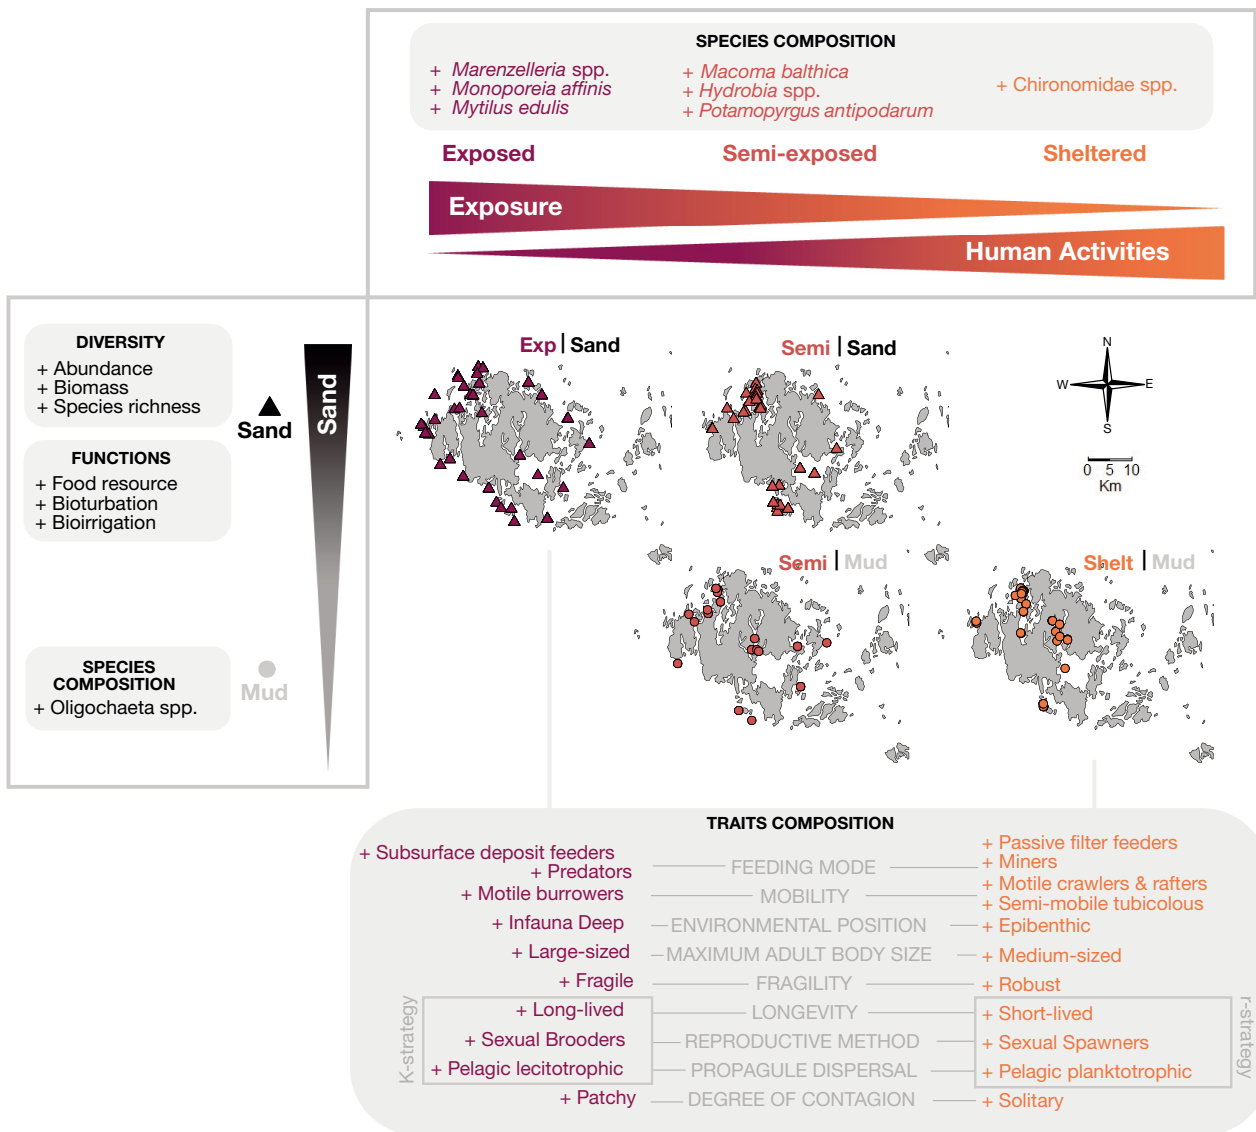 SPECIES COMPOSITION
+ Marenzelleria spp.
+ Monoporeia affinis
+ Mytilus edulis
+ Macoma balthica
+ Hydrobia spp.
+ Potamopyrgus antipodarum
+ Chironomidae spp.
Exposed
Semi-exposed
Sheltered
Exposure
Human Activities
DIVERSITY
+ Abundance
+ Biomass
+ Species richness
Sand
FUNCTIONS
+ Food resource
+ Bioturbation
+ Bioirrigation
SPECIES
COMPOSITION
+ Oligochaeta spp.
Mud
Sand
Exp | Sand
Semi | Sand
N
W E
S
0 5 10
Km
Semi | Mud
Shelt | Mud
TRAITS COMPOSITION
+ Subsurface deposit feeders
+ Predators
FEEDING MODE
+ Passive filter feeders
+ Miners
+ Motile burrowers
MOBILITY
+ Motile crawlers & rafters
+ Semi-mobile tubicolous
+ Infauna Deep
ENVIRONMENTAL POSITION
+ Epibenthic
+ Large-sized
MAXIMUM ADULT BODY SIZE
+ Medium-sized
+ Fragile
FRAGILITY
+ Robust
K-strategy
+ Long-lived
LONGEVITY
+ Short-lived
+ Sexual Brooders
REPRODUCTIVE METHOD
+ Sexual Spawners
+ Pelagic lecitotrophic
PROPAGULE DISPERSAL
+ Pelagic planktotrophic
r-strategy
+ Patchy
DEGREE OF CONTAGION
+ Solitary